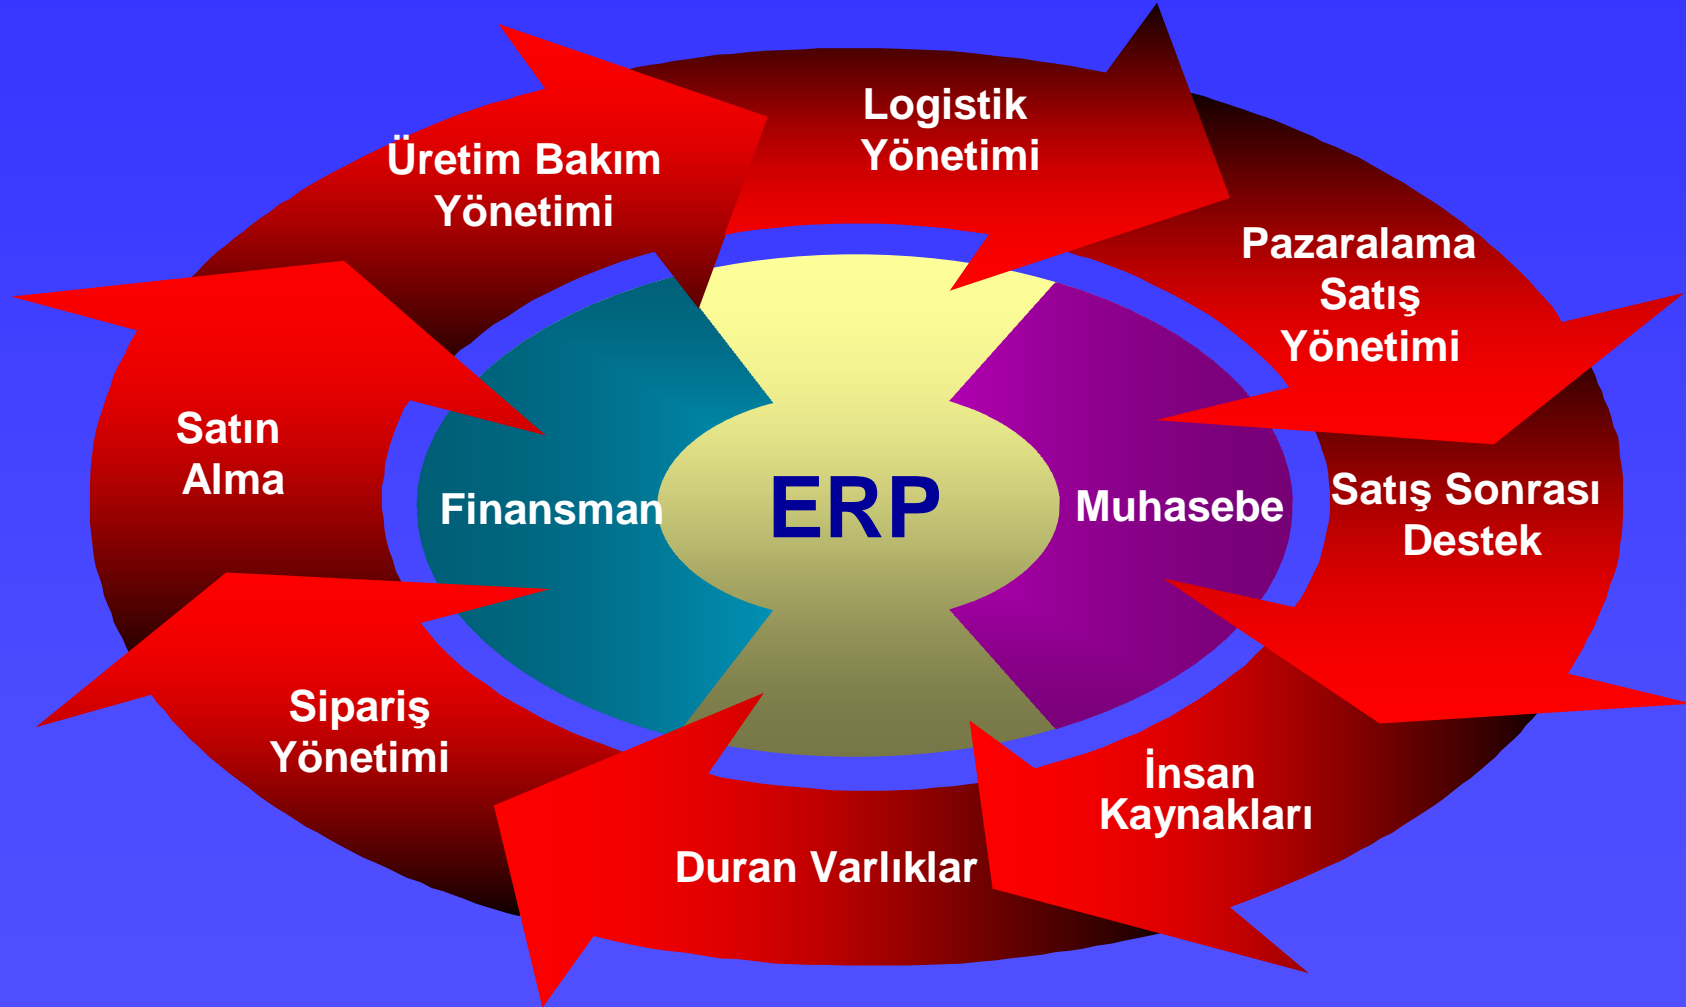 Logistik
Yönetimi
Üretim Bakım
Yönetimi
Pazaralama
Satış
Yönetimi
Satın
Alma
Finansman
ERP
Muhasebe
Satış Sonrası
Destek
Sipariş
Yönetimi
İnsan
Kaynakları
Duran Varlıklar